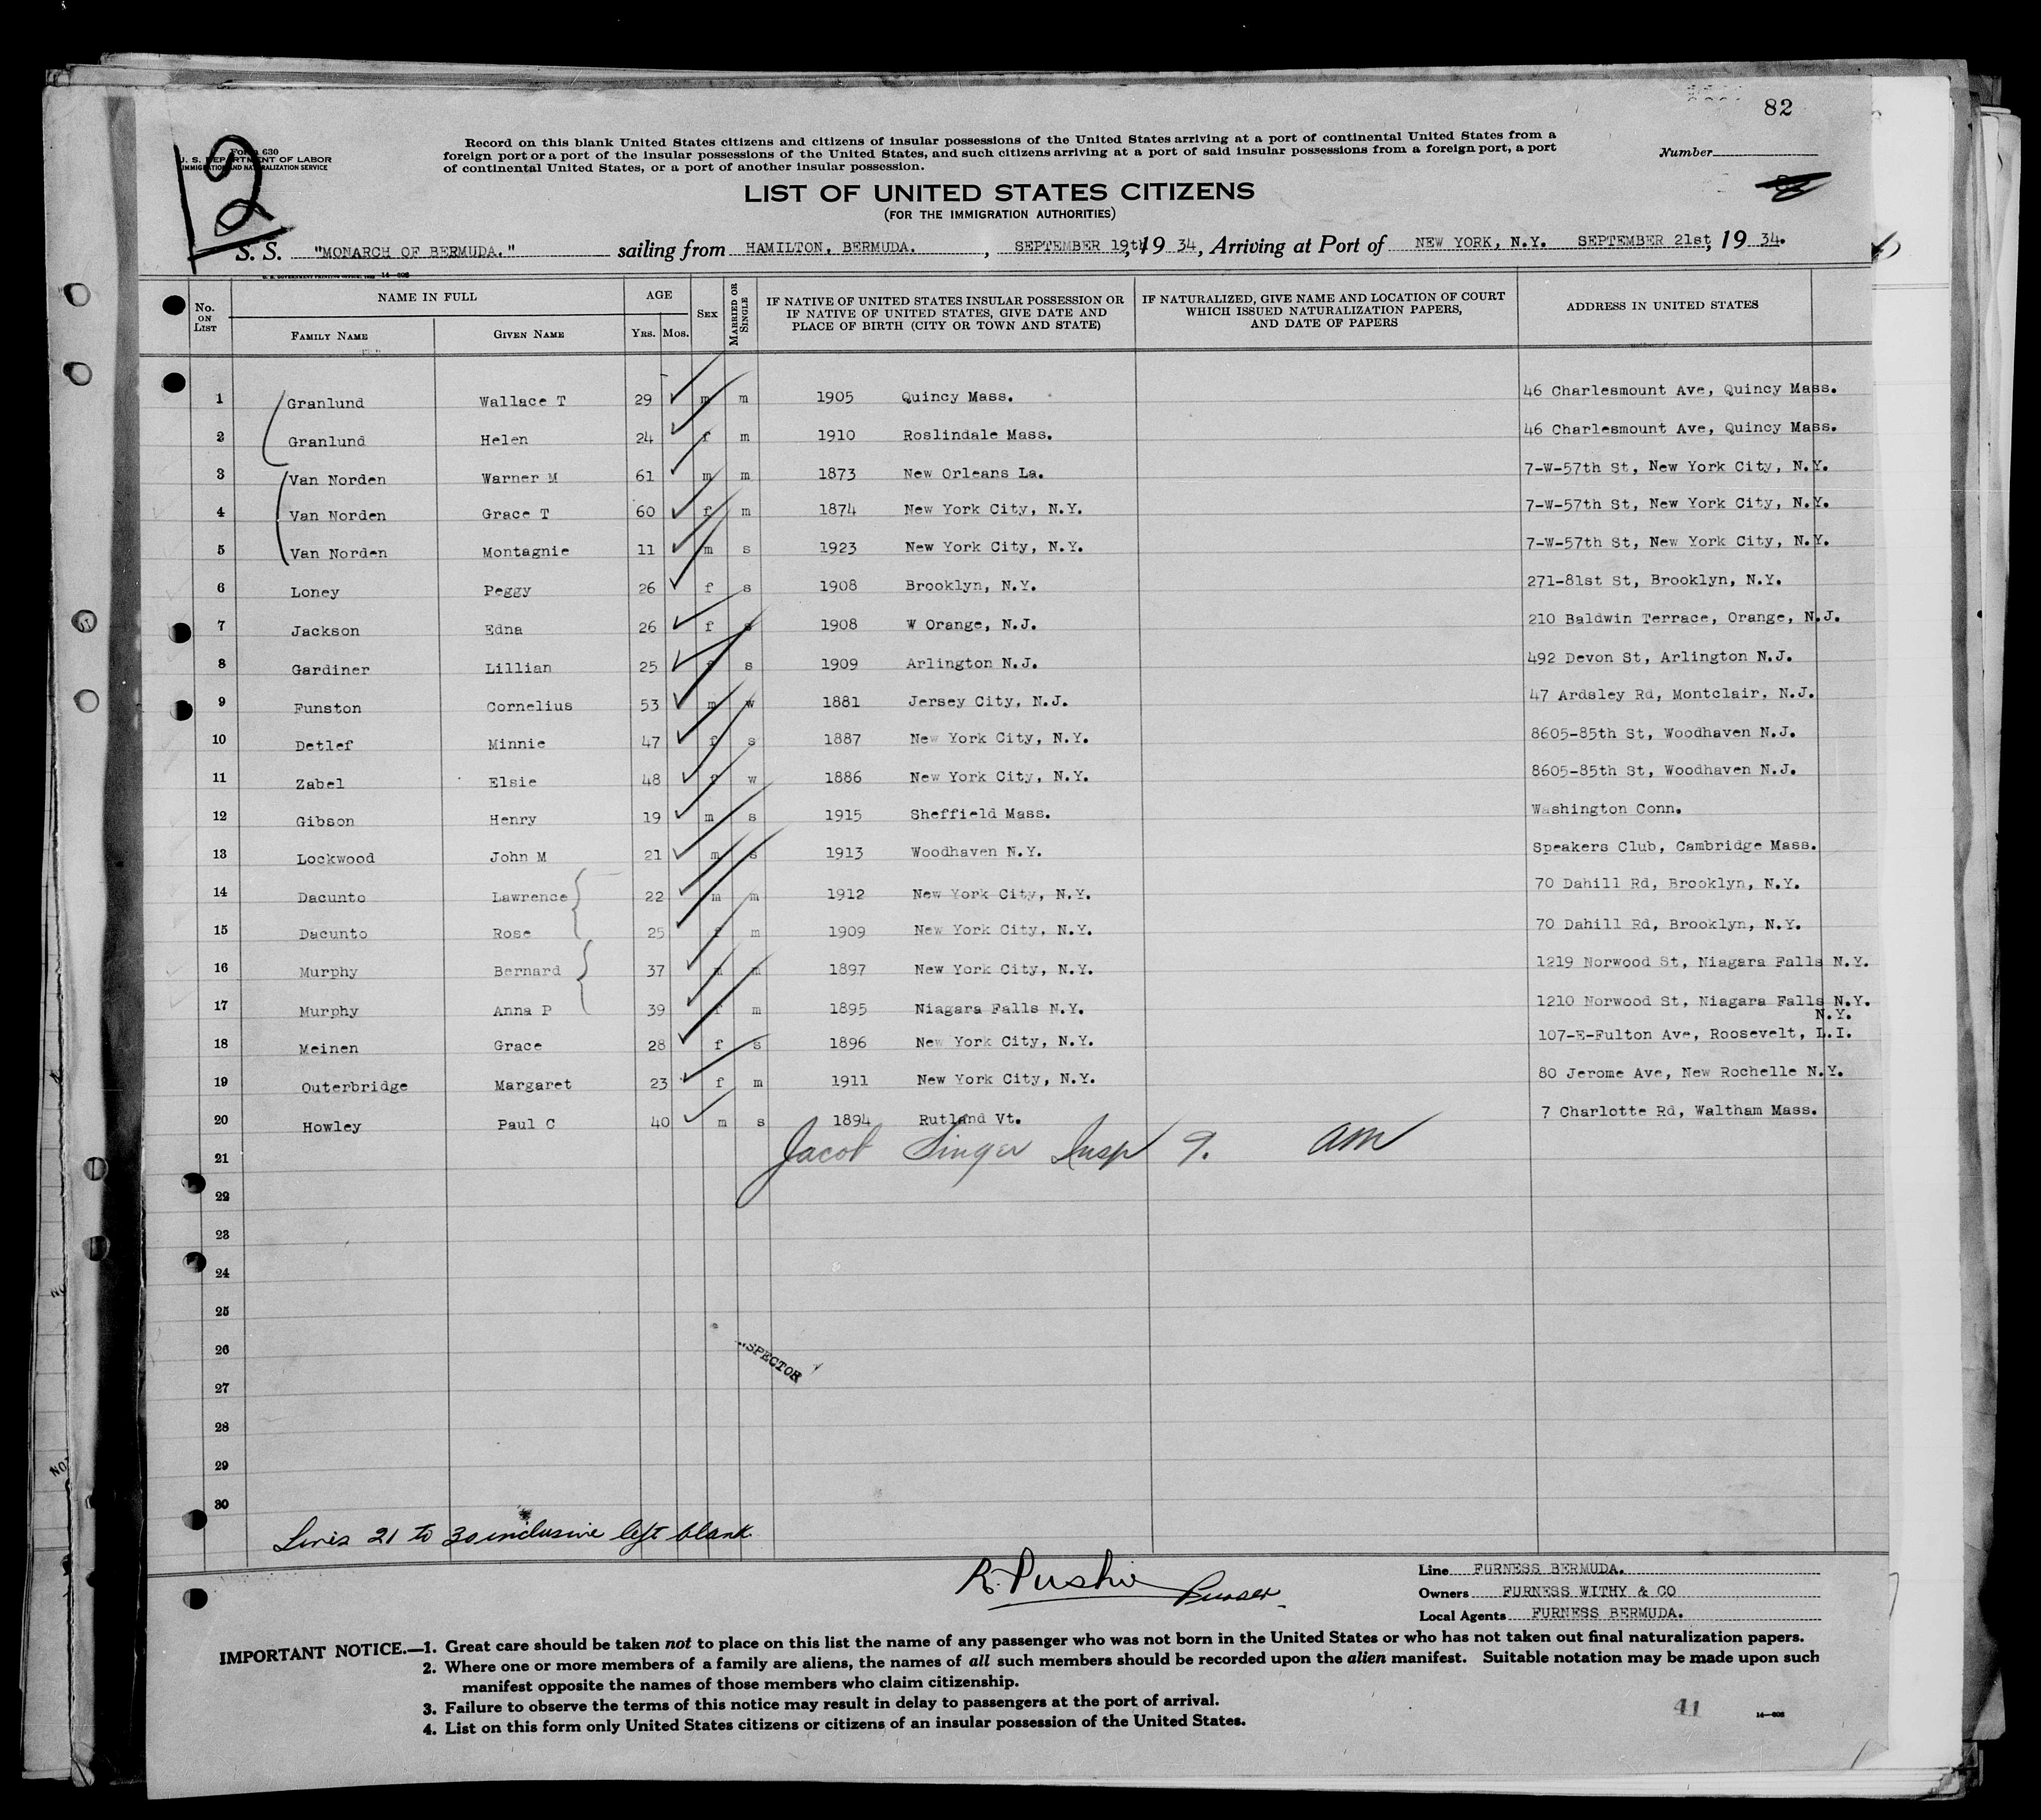 82
Form 630
U. S. DEPARTMENT OF LABOR
IMMIGRATION AND NATURALIZATION SERVICE
Record on this blank United States citizens and citizens of insular possessions of the United States arriving at a port of continental United States from a
foreign port or a port of the insular possessions of the United States, and such citizens arriving at a port of said insular possessions from a foreign port, a port
of continental United States, or a port of another insular possession.
Number
LIST OF UNITED STATES CITIZENS
(FOR THE IMMIGRATION AUTHORITIES)
S. S. "MONARCH OF BERMUDA." sailing from HAMILTON, BERMUDA. , SEPTEMBER 19th, 19 34, Arriving at Port of NEW YORK, N.Y. SEPTEMBER 21st, 19 34.
No. ON LIST NAME IN FULL FAMILY NAME GIVEN NAME AGE YRS. MOS. SEX MARRIED OR SINGLE IF NATIVE OF UNITED STATES INSULAR POSSESSION OR IF NATIVE OF UNITED STATES, GIVE DATE AND PLACE OF BIRTH (CITY OR TOWN AND STATE) IF NATURALIZED, GIVE NAME AND LOCATION OF COURT WHICH ISSUED NATURALIZATION PAPERS, AND DATE OF PAPERS ADDRESS IN UNITED STATES
1 Granlund Wallace T 29 m m 1905 Quincy Mass. 46 Charlesmount Ave, Quincy Mass.
2 Granlund Helen 24 f m 1910 Roslindale Mass. 46 Charlesmount Ave, Quincy Mass.
3 Van Norden Warner M 61 m m 1873 New Orleans La. 7-W-57th St, New York City, N.Y.
4 Van Norden Grace T 60 f m 1874 New York City, N.Y. 7-W-57th St, New York City, N.Y.
5 Van Norden Montagnie 11 m s 1923 New York City, N.Y. 7-W-57th St, New York City, N.Y.
6 Loney Peggy 26 f s 1908 Brooklyn, N.Y. 271-81st St, Brooklyn, N.Y.
7 Jackson Edna 26 f s 1908 W Orange, N.J. 210 Baldwin Terrace, Orange, N.J.
8 Gardiner Lillian 25 f s 1909 Arlington N.J. 492 Devon St, Arlington N.J.
9 Funston Cornelius 53 m w 1881 Jersey City, N.J. 47 Ardsley Rd, Montclair, N.J.
10 Detlef Minnie 47 f s 1887 New York City, N.Y. 8605-85th St, Woodhaven N.J.
11 Zabel Elsie 48 f w 1886 New York City, N.Y. 8605-85th St, Woodhaven N.J.
12 Gibson Henry 19 m s 1915 Sheffield Mass. Washington Conn.
13 Lockwood John M 21 m s 1913 Woodhaven N.Y. Speakers Club, Cambridge Mass.
14 Dacunto Lawrence 22 m m 1912 New York City, N.Y. 70 Dahill Rd, Brooklyn, N.Y.
15 Dacunto Rose 25 f m 1909 New York City, N.Y. 70 Dahill Rd, Brooklyn, N.Y.
16 Murphy Bernard 37 m m 1897 New York City, N.Y. 1219 Norwood St, Niagara Falls N.Y.
17 Murphy Anna P 39 f m 1895 Niagara Falls N.Y. 1210 Norwood St, Niagara Falls N.Y.
N.Y.
18 Meinen Grace 28 f s 1896 New York City, N.Y. 107-E-Fulton Ave, Roosevelt, L.I.
19 Outerbridge Margaret 23 f m 1911 New York City, N.Y. 80 Jerome Ave, New Rochelle N.Y.
20 Howley Paul C 40 m s 1894 Rutland Vt. 7 Charlotte Rd, Waltham Mass.
21 Jacob Singer Insp 9. am
22
23
24
25
26 INSPECTOR
27
28
29
30
Lines 21 to 30 inclusive left blank
R. Pushie Purser
Line FURNESS BERMUDA.
Owners FURNESS WITHY & CO
Local Agents FURNESS BERMUDA.
IMPORTANT NOTICE.—1. Great care should be taken not to place on this list the name of any passenger who was not born in the United States or who has not taken out final naturalization papers.
2. Where one or more members of a family are aliens, the names of all such members should be recorded upon the alien manifest. Suitable notation may be made upon such
manifest opposite the names of those members who claim citizenship.
3. Failure to observe the terms of this notice may result in delay to passengers at the port of arrival.
4. List on this form only United States citizens or citizens of an insular possession of the United States.
41
14—608